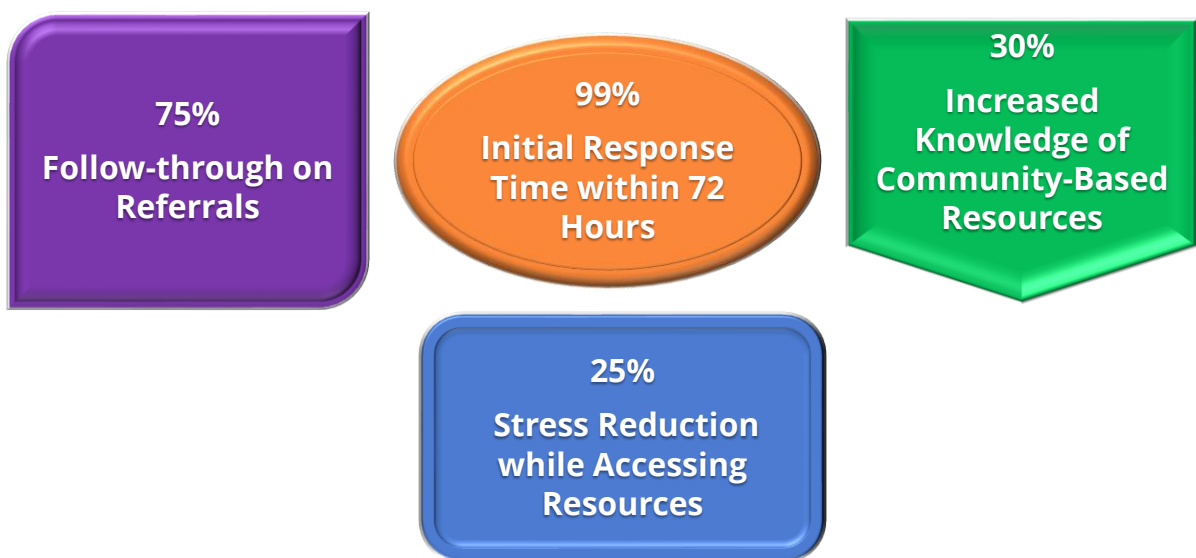 75%
Follow-through on
Referrals
99%
Initial Response
Time within 72
Hours
30%
Increased
Knowledge of
Community-Based
Resources
25%
Stress Reduction
while Accessing
Resources